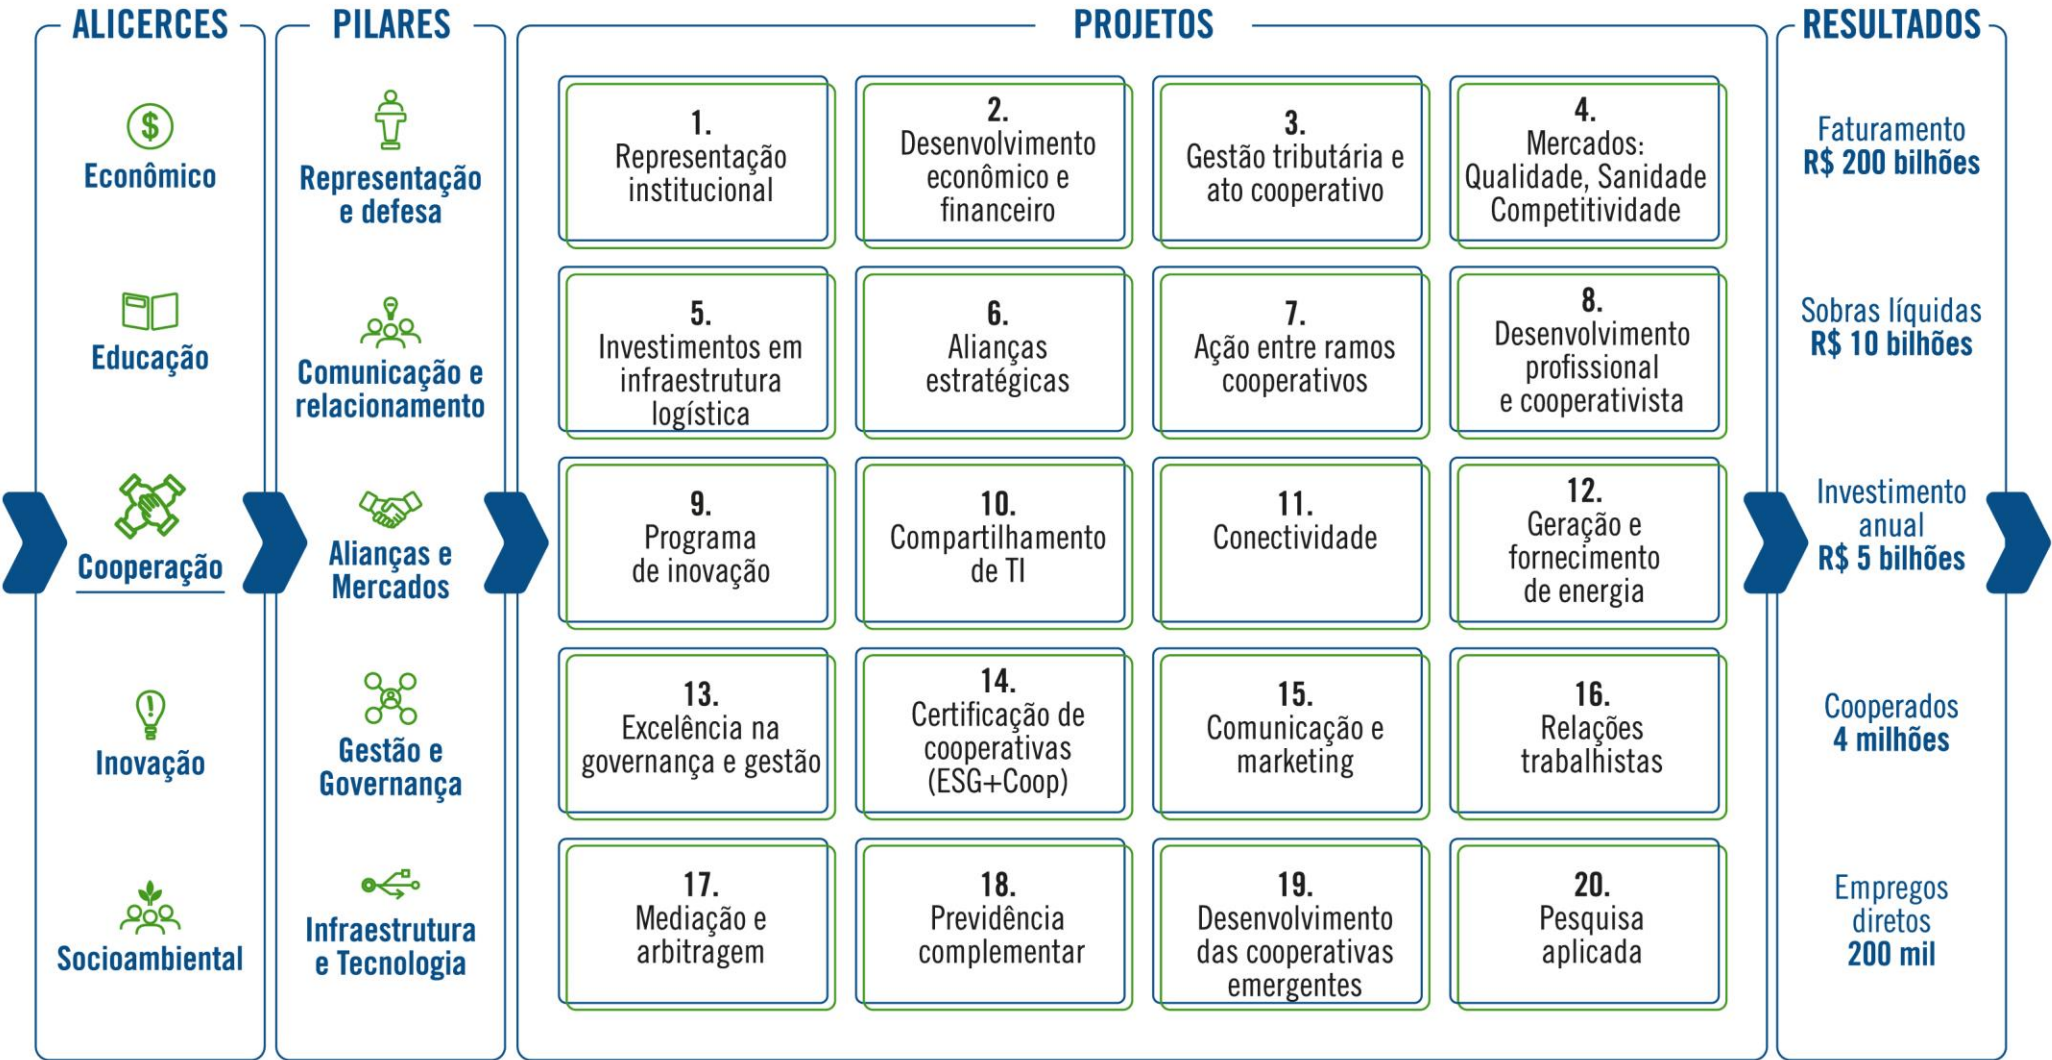 ALICERCES
PILARES
PROJETOS
RESULTADOS
$
Econômico
Educação
Cooperação
Inovação
Socioambiental
Representação
e defesa
Comunicação e
relacionamento
Alianças e
Mercados
Gestão e
Governança
Infraestrutura
e Tecnologia
1.
Representação
institucional
2.
Desenvolvimento
econômico e
financeiro
3.
Gestão tributária e
ato cooperativo
4.
Mercados:
Qualidade, Sanidade
Competitividade
5.
Investimentos em
infraestrutura
logística
6.
Alianças
estratégicas
7.
Ação entre ramos
cooperativos
8.
Desenvolvimento
profissional
e cooperativista
9.
Programa
de inovação
10.
Compartilhamento
de TI
11.
Conectividade
12.
Geração e
fornecimento
de energia
13.
Excelência na
governança e gestão
14.
Certificação de
cooperativas
(ESG+Coop)
15.
Comunicação e
marketing
16.
Relações
trabalhistas
17.
Mediação e
arbitragem
18.
Previdência
complementar
19.
Desenvolvimento
das cooperativas
emergentes
20.
Pesquisa
aplicada
Faturamento
R$ 200 bilhões
Sobras líquidas
R$ 10 bilhões
Investimento
anual
R$ 5 bilhões
Cooperados
4 milhões
Empregos
diretos
200 mil